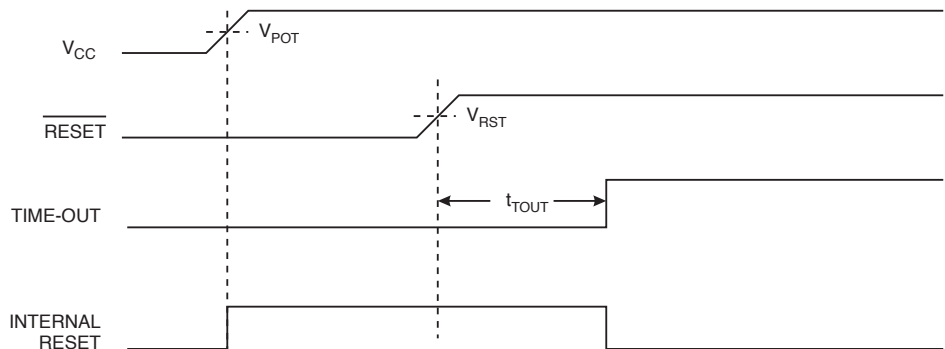 V_CC
V_POT
RESET
V_RST
TIME-OUT
t_TOUT
INTERNAL
RESET